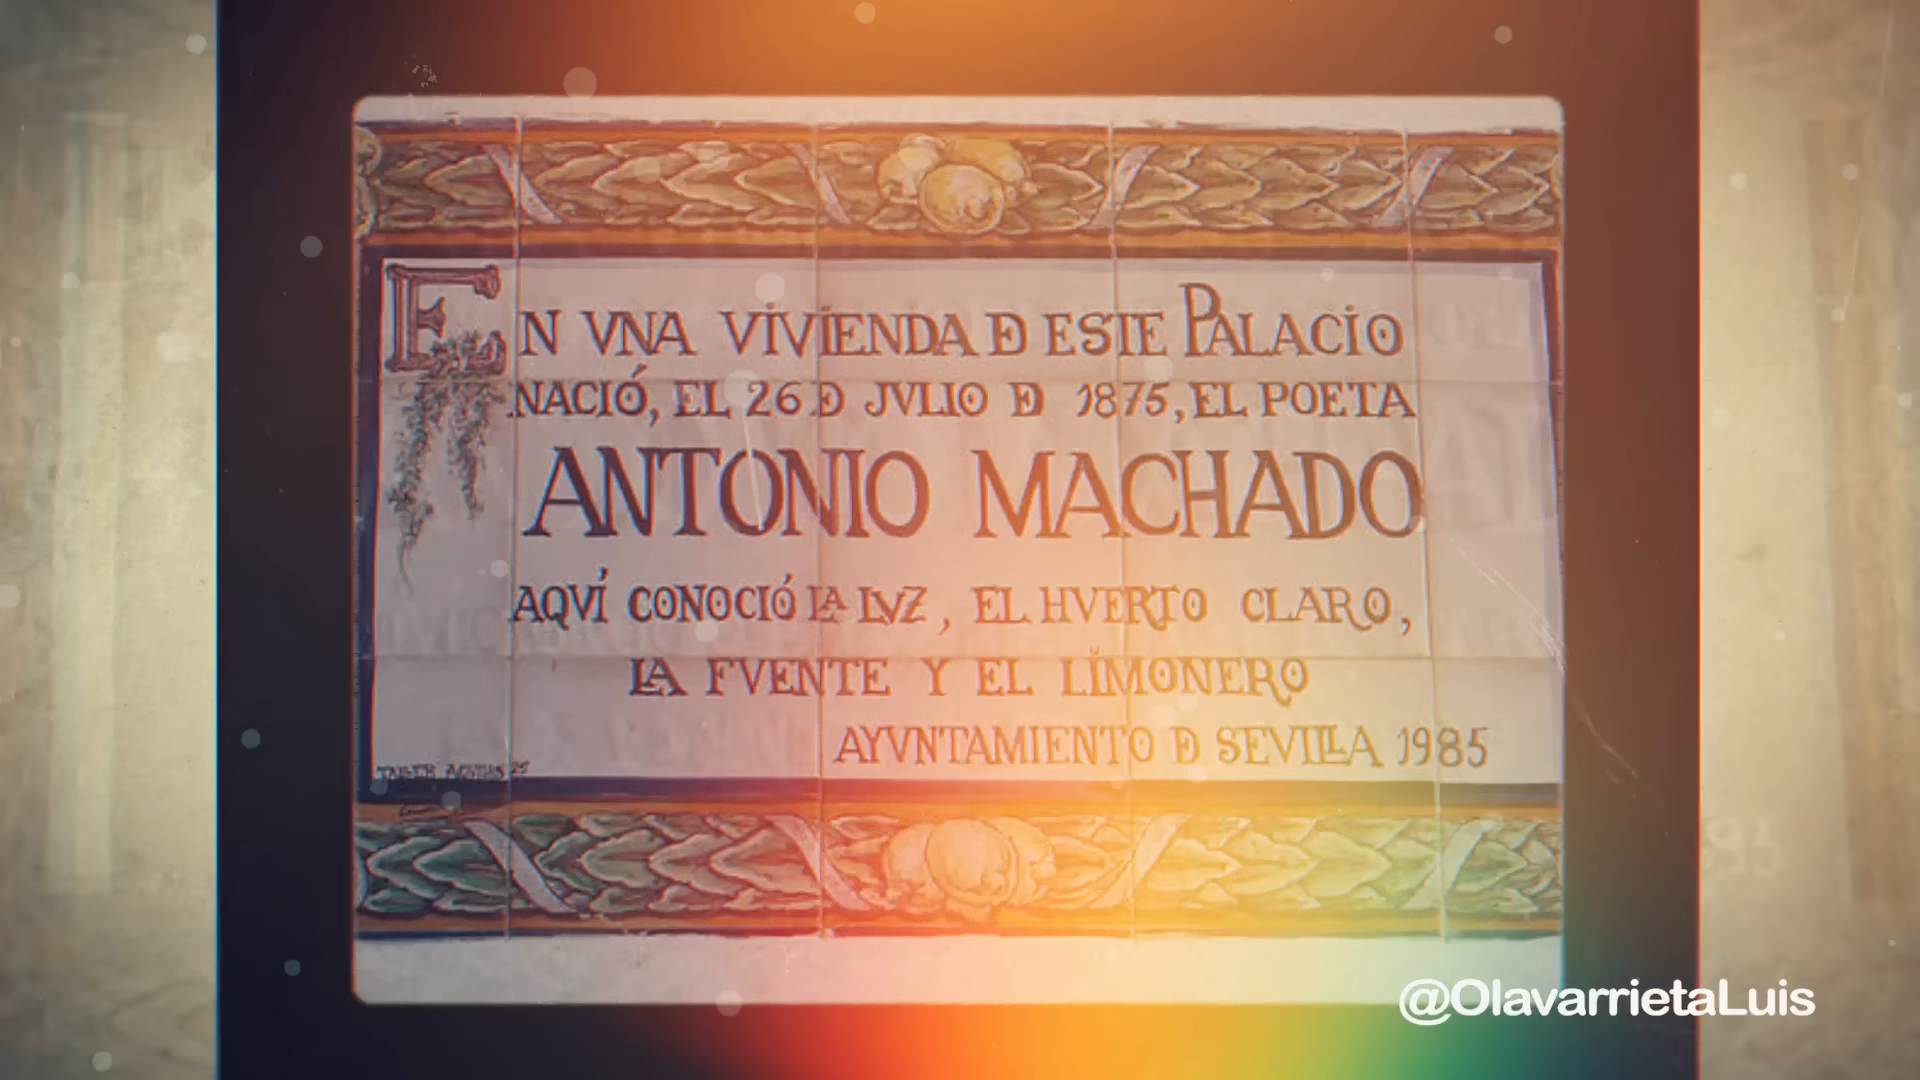 EN VNA VIVIENDA D ESTE PALACIO
NACIÓ, EL 26 D JVLIO D 1875, EL POETA
ANTONIO MACHADO
AQVÍ CONOCIÓ LA LVZ, EL HVERTO CLARO,
LA FVENTE Y EL LIMONERO
AYVNTAMIENTO D SEVILLA 1985
TALLER
@OlavarrietaLuis